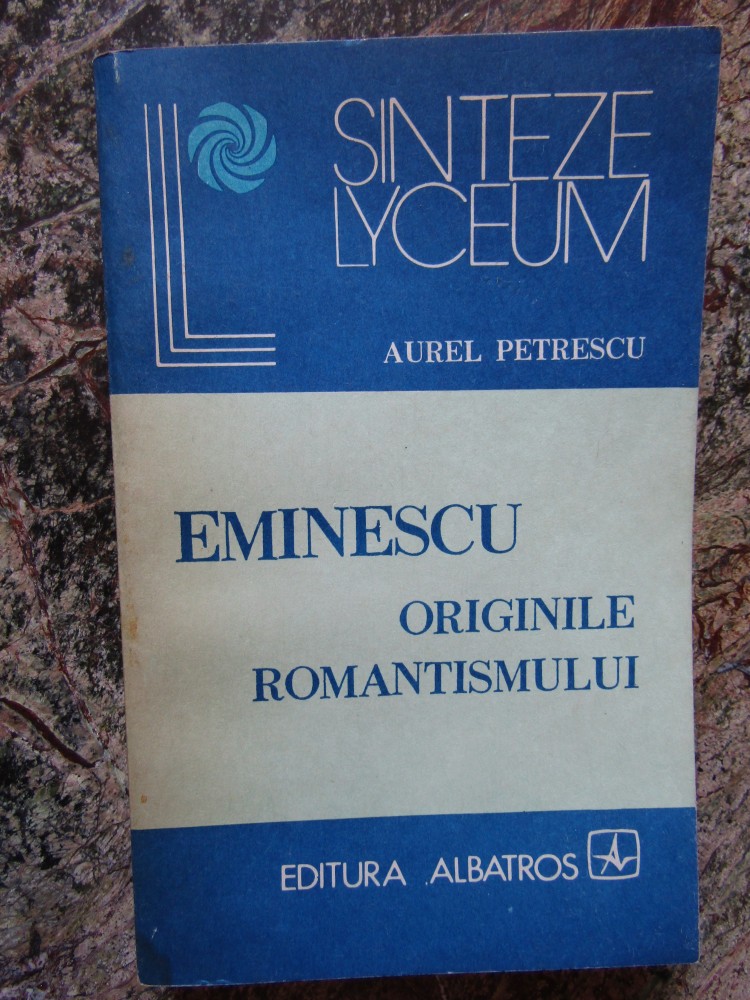 SINTEZE
LYCEUM
AUREL PETRESCU
EMINESCU
ORIGINILE
ROMANTISMULUI
EDITURA ALBATROS